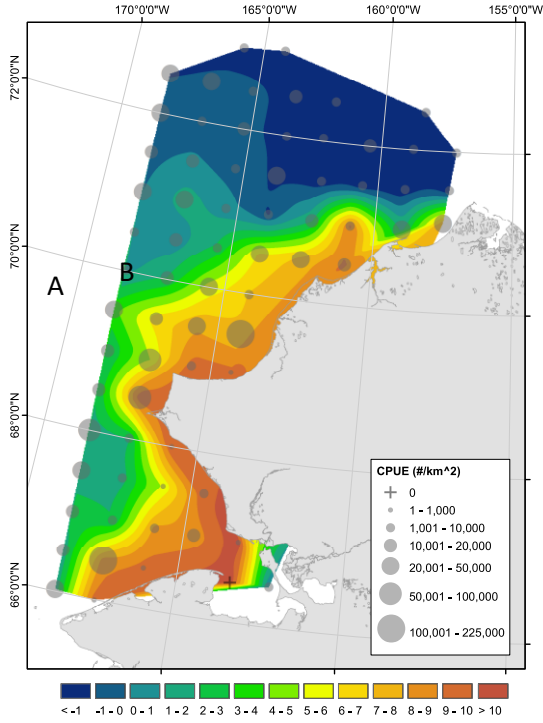 170°0'0"W 165°0'0"W 160°0'0"W 155°0'0"W
72°0'0"N
70°0'0"N
68°0'0"N
66°0'0"N
A B
CPUE (#/km^2)
0
1 - 1,000
1,001 - 10,000
10,001 - 20,000
20,001 - 50,000
50,001 - 100,000
100,001 - 225,000
< -1 -1 - 0 0 - 1 1 - 2 2 - 3 3 - 4 4 - 5 5 - 6 6 - 7 7 - 8 8 - 9 9 - 10 > 10